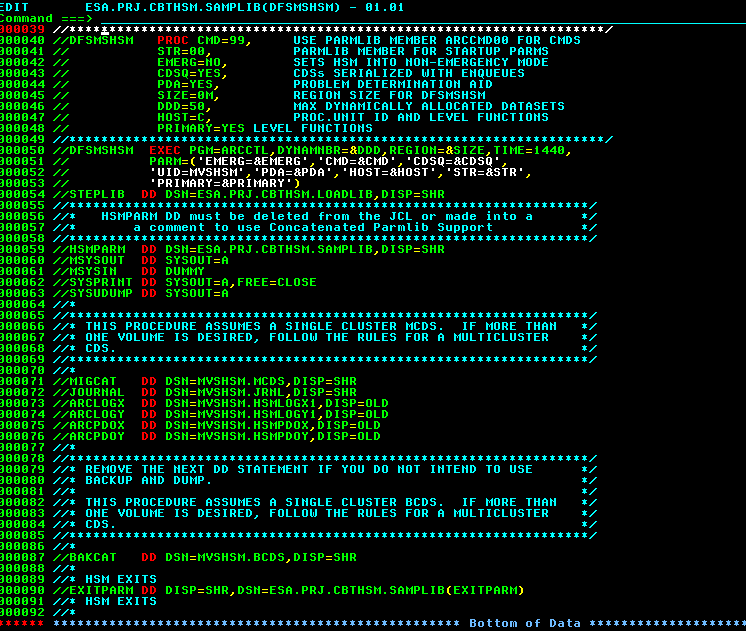 EDIT       ESA.PRJ.CBTHSM.SAMPLIB(DFSMSHSM) - 01.01
Command ===>
000039 //********************************************************************/
000040 //DFSMSHSM   PROC CMD=99,     USE PARMLIB MEMBER ARCCMD00 FOR CMDS
000041 //           STR=00,          PARMLIB MEMBER FOR STARTUP PARMS
000042 //           EMERG=NO,        SETS HSM INTO NON-EMERGENCY MODE
000043 //           CDSQ=YES,        CDSs SERIALIZED WITH ENQUEUES
000044 //           PDA=YES,         PROBLEM DETERMINATION AID
000045 //           SIZE=0M,         REGION SIZE FOR DFSMSHSM
000046 //           DDD=50,          MAX DYNAMICALLY ALLOCATED DATASETS
000047 //           HOST=C,          PROC.UNIT ID AND LEVEL FUNCTIONS
000048 //           PRIMARY=YES LEVEL FUNCTIONS
000049 //********************************************************************/
000050 //DFSMSHSM  EXEC PGM=ARCCTL,DYNAMNBR=&DDD,REGION=&SIZE,TIME=1440,
000051 //          PARM=('EMERG=&EMERG','CMD=&CMD','CDSQ=&CDSQ',
000052 //          'UID=MVSHSM','PDA=&PDA','HOST=&HOST','STR=&STR',
000053 //          'PRIMARY=&PRIMARY')
000054 //STEPLIB  DD DSN=ESA.PRJ.CBTHSM.LOADLIB,DISP=SHR
000055 //*****************************************************************/
000056 //*   HSMPARM DD must be deleted from the JCL or made into a      */
000057 //*       a comment to use Concatenated Parmlib Support           */
000058 //*****************************************************************/
000059 //HSMPARM  DD DSN=ESA.PRJ.CBTHSM.SAMPLIB,DISP=SHR
000060 //MSYSOUT  DD SYSOUT=A
000061 //MSYSIN   DD DUMMY
000062 //SYSPRINT DD SYSOUT=A,FREE=CLOSE
000063 //SYSUDUMP DD SYSOUT=A
000064 //*
000065 //*****************************************************************/
000066 //* THIS PROCEDURE ASSUMES A SINGLE CLUSTER MCDS.  IF MORE THAN   */
000067 //* ONE VOLUME IS DESIRED, FOLLOW THE RULES FOR A MULTICLUSTER    */
000068 //* CDS.                                                          */
000069 //*****************************************************************/
000070 //*
000071 //MIGCAT   DD DSN=MVSHSM.MCDS,DISP=SHR
000072 //JOURNAL  DD DSN=MVSHSM.JRNL,DISP=SHR
000073 //ARCLOGX  DD DSN=MVSHSM.HSMLOGX1,DISP=OLD
000074 //ARCLOGY  DD DSN=MVSHSM.HSMLOGY1,DISP=OLD
000075 //ARCPDOX  DD DSN=MVSHSM.HSMPDOX,DISP=OLD
000076 //ARCPDOY  DD DSN=MVSHSM.HSMPDOY,DISP=OLD
000077 //*
000078 //*****************************************************************/
000079 //* REMOVE THE NEXT DD STATEMENT IF YOU DO NOT INTEND TO USE      */
000080 //* BACKUP AND DUMP.                                              */
000081 //*                                                               */
000082 //* THIS PROCEDURE ASSUMES A SINGLE CLUSTER BCDS.  IF MORE THAN   */
000083 //* ONE VOLUME IS DESIRED, FOLLOW THE RULES FOR A MULTICLUSTER    */
000084 //* CDS.                                                          */
000085 //*****************************************************************/
000086 //*
000087 //BAKCAT   DD DSN=MVSHSM.BCDS,DISP=SHR
000088 //*
000089 //* HSM EXITS
000090 //EXITPARM DD DISP=SHR,DSN=ESA.PRJ.CBTHSM.SAMPLIB(EXITPARM)
000091 //* HSM EXITS
000092 //*
****** *************************************************** Bottom of Data ********************